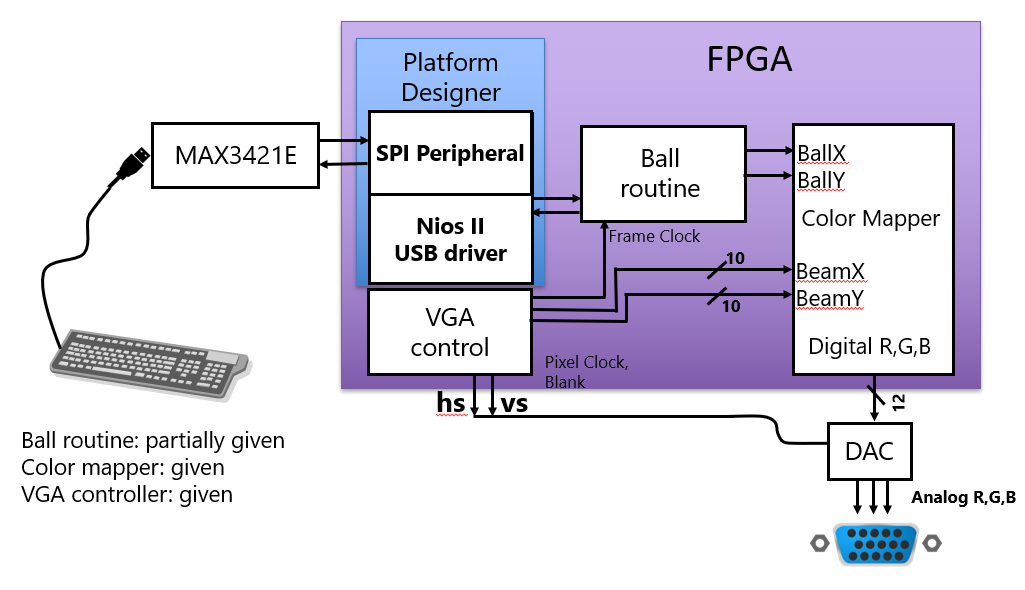 FPGA
Platform
Designer
MAX3421E
SPI Peripheral
Nios II
USB driver
Ball
routine
BallX
BallY
Color Mapper
Frame Clock
10
BeamX
10
BeamY
VGA
control
Digital R,G,B
Pixel Clock,
Blank
hs
vs
12
Ball routine: partially given
Color mapper: given
VGA controller: given
DAC
Analog R,G,B